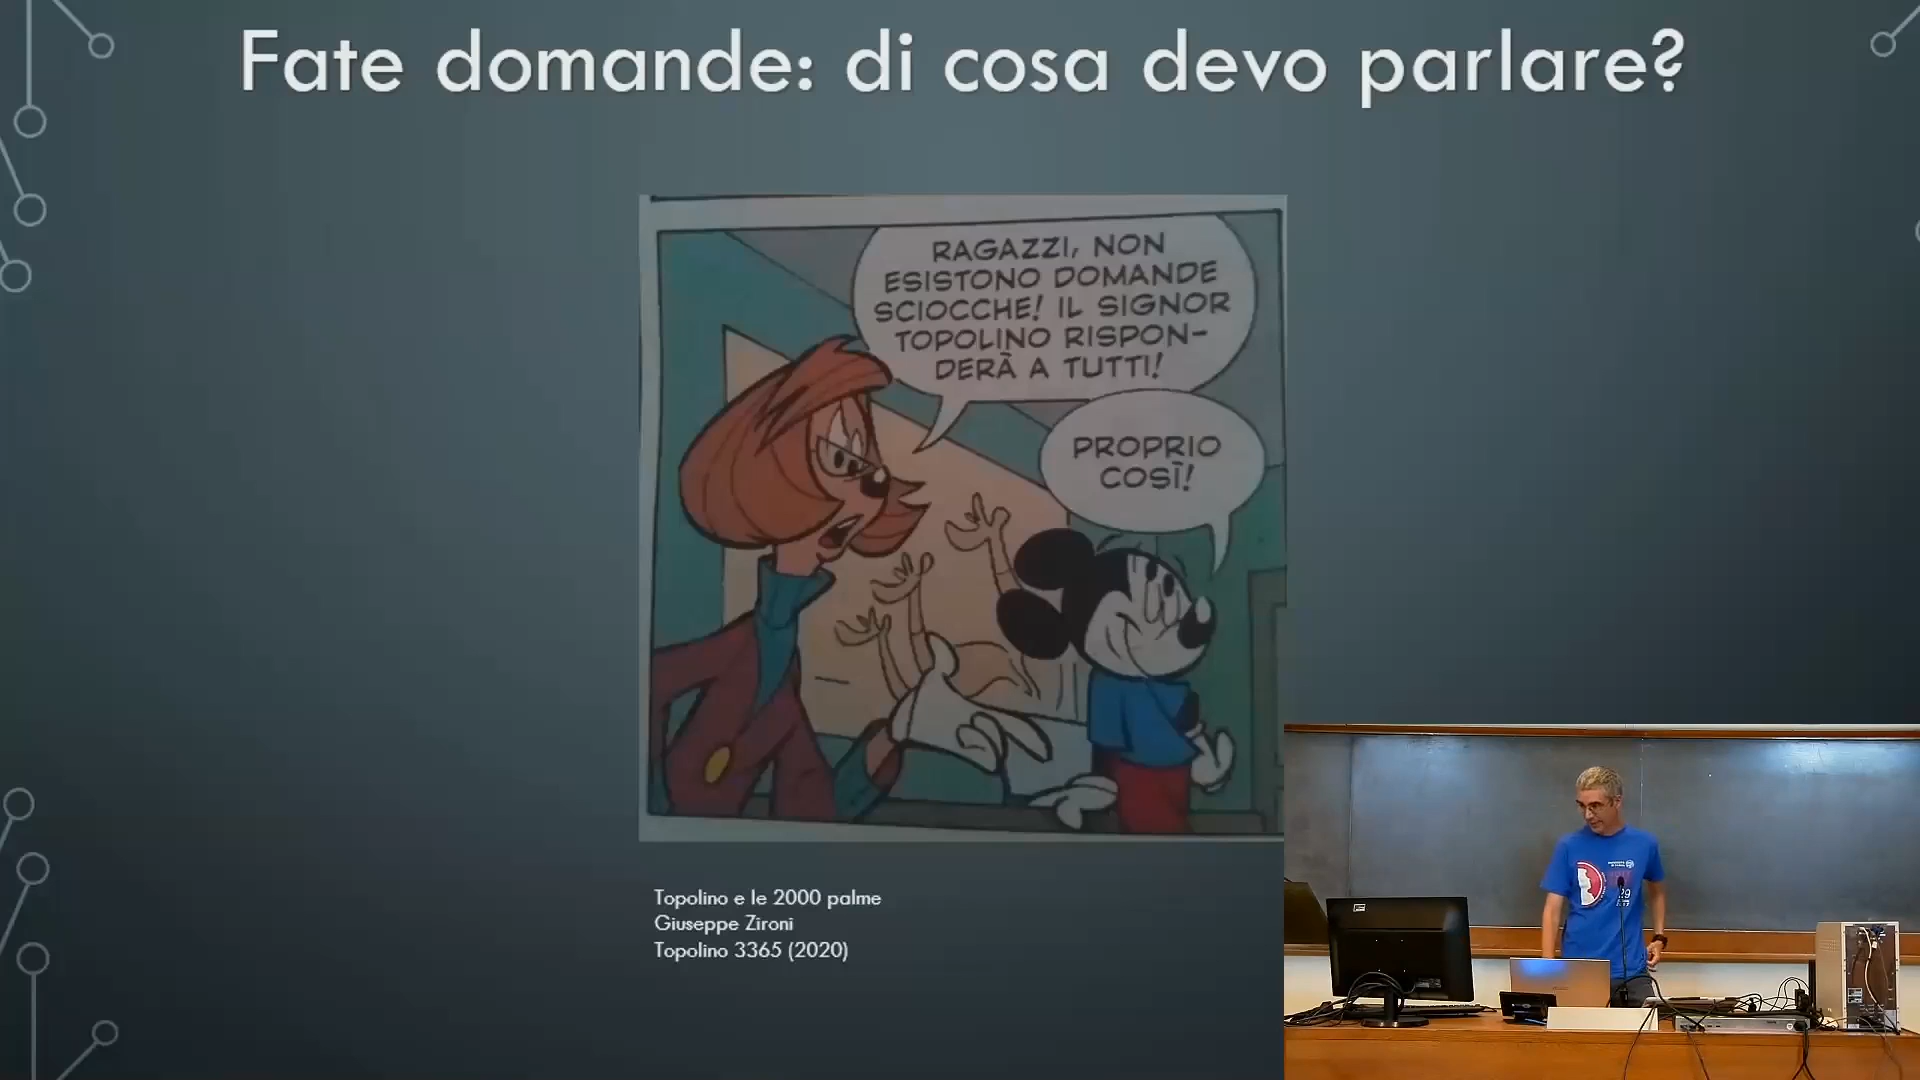 Fate domande: di cosa devo parlare?
RAGAZZI, NON
ESISTONO DOMANDE
SCIOCCHE! IL SIGNOR
TOPOLINO RISPON-
DERÀ A TUTTI!
PROPRIO
COSÌ!
Topolino e le 2000 palme
Giuseppe Zironi
Topolino 3365 (2020)